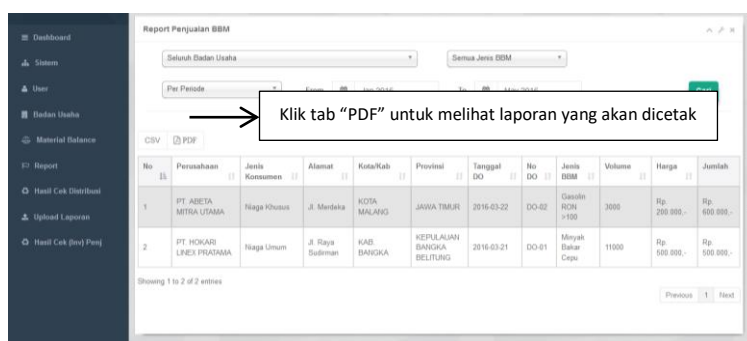 Dashboard
Sistem
User
Badan Usaha
Material Balance
Report
Hasil Cek Distribusi
Upload Laporan
Hasil Cek (Inv) Penj
Report Penjualan BBM
Seluruh Badan Usaha
Semua Jenis BBM
Per Periode
Klik tab “PDF” untuk melihat laporan yang akan dicetak
CSV PDF
No Perusahaan Jenis Konsumen Alamat Kota/Kab Provinsi Tanggal DO No DO Jenis BBM Volume Harga Jumlah
1 PT. ABETA MITRA UTAMA Niaga Khusus Jl. Merdeka KOTA MALANG JAWA TIMUR 2016-03-22 DO-02 Gasolin RON >100 3000 Rp. 200.000,- Rp. 600.000,-
2 PT. HOKARI LINEX PRATAMA Niaga Umum Jl. Raya Sudirman KAB. BANGKA KEPULAUAN BANGKA BELITUNG 2016-03-21 DO-01 Minyak Bakar Cepu 11000 Rp. 500.000,- Rp. 500.000,-
Showing 1 to 2 of 2 entries
Previous 1 Next